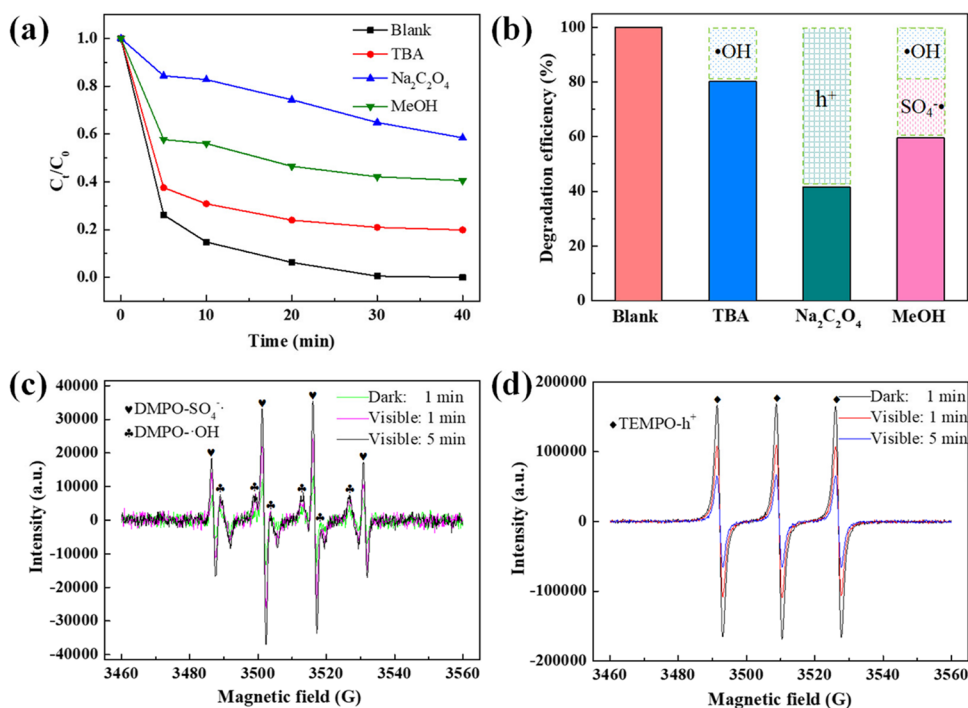 (a)
Blank
TBA
Na₂C₂O₄
MeOH
1.0
0.8
0.6
0.4
0.2
0.0
Cₜ/C₀
0 10 20 30 40
Time (min)
(b)
100
80
60
40
20
0
Degradation efficiency (%)
•OH
h⁺
•OH
SO₄⁻•
Blank TBA Na₂C₂O₄ MeOH
(c)
40000
30000
20000
10000
0
-10000
-20000
-30000
-40000
Intensity (a.u.)
♥DMPO-SO₄⁻·
♣DMPO-·OH
Dark: 1 min
Visible: 1 min
Visible: 5 min
3460 3480 3500 3520 3540 3560
Magnetic field (G)
(d)
200000
100000
0
-100000
-200000
Intensity (a.u.)
♦TEMPO-h⁺
Dark: 1 min
Visible: 1 min
Visible: 5 min
3460 3480 3500 3520 3540 3560
Magnetic field (G)